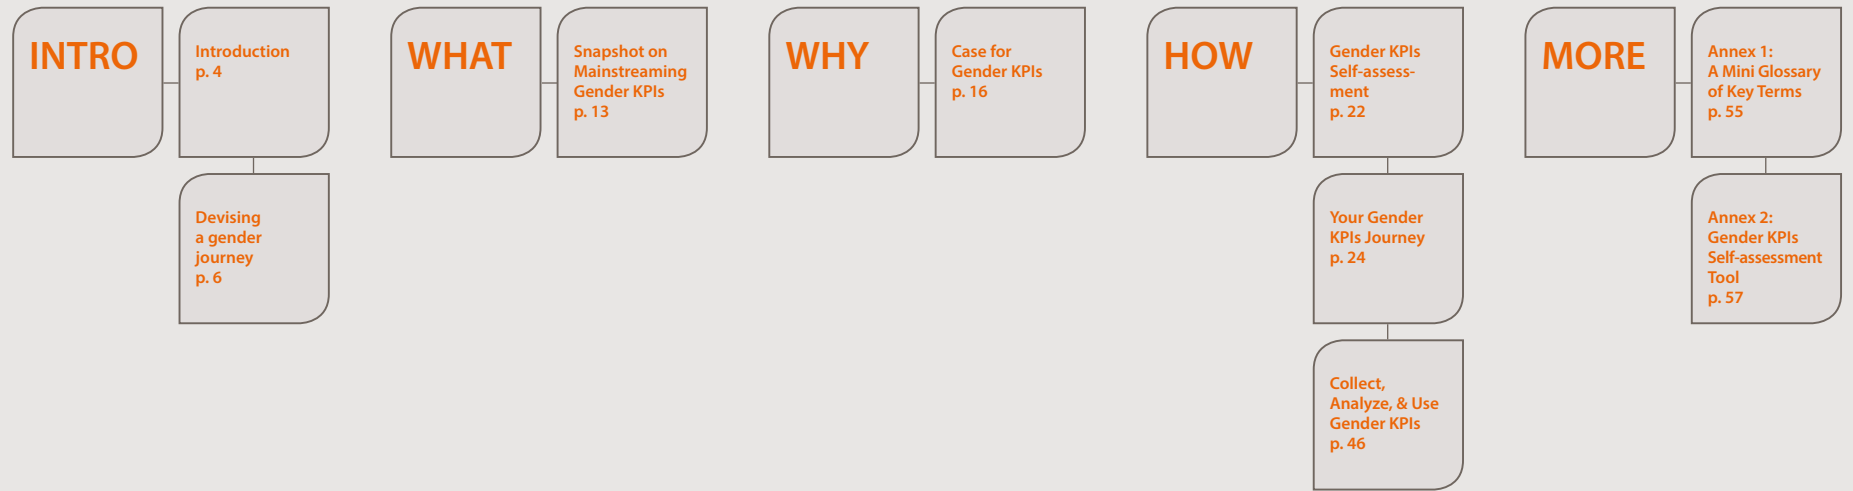 INTRO
Introduction
p. 4
Devising
a gender
journey
p. 6
WHAT
Snapshot on
Mainstreaming
Gender KPIs
p. 13
WHY
Case for
Gender KPIs
p. 16
HOW
Gender KPIs
Self-assess-
ment
p. 22
Your Gender
KPIs Journey
p. 24
Collect,
Analyze, & Use
Gender KPIs
p. 46
MORE
Annex 1:
A Mini Glossary
of Key Terms
p. 55
Annex 2:
Gender KPIs
Self-assessment
Tool
p. 57